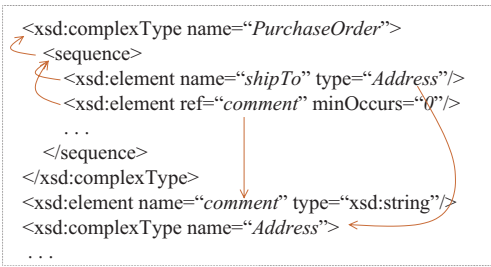 <xsd:complexType name=“PurchaseOrder”>
<sequence>
<xsd:element name=“shipTo” type=“Address”/>
<xsd:element ref=“comment” minOccurs=“0”/>
. . .
</sequence>
</xsd:complexType>
<xsd:element name=“comment” type=“xsd:string”/>
<xsd:complexType name=“Address”>
. . .